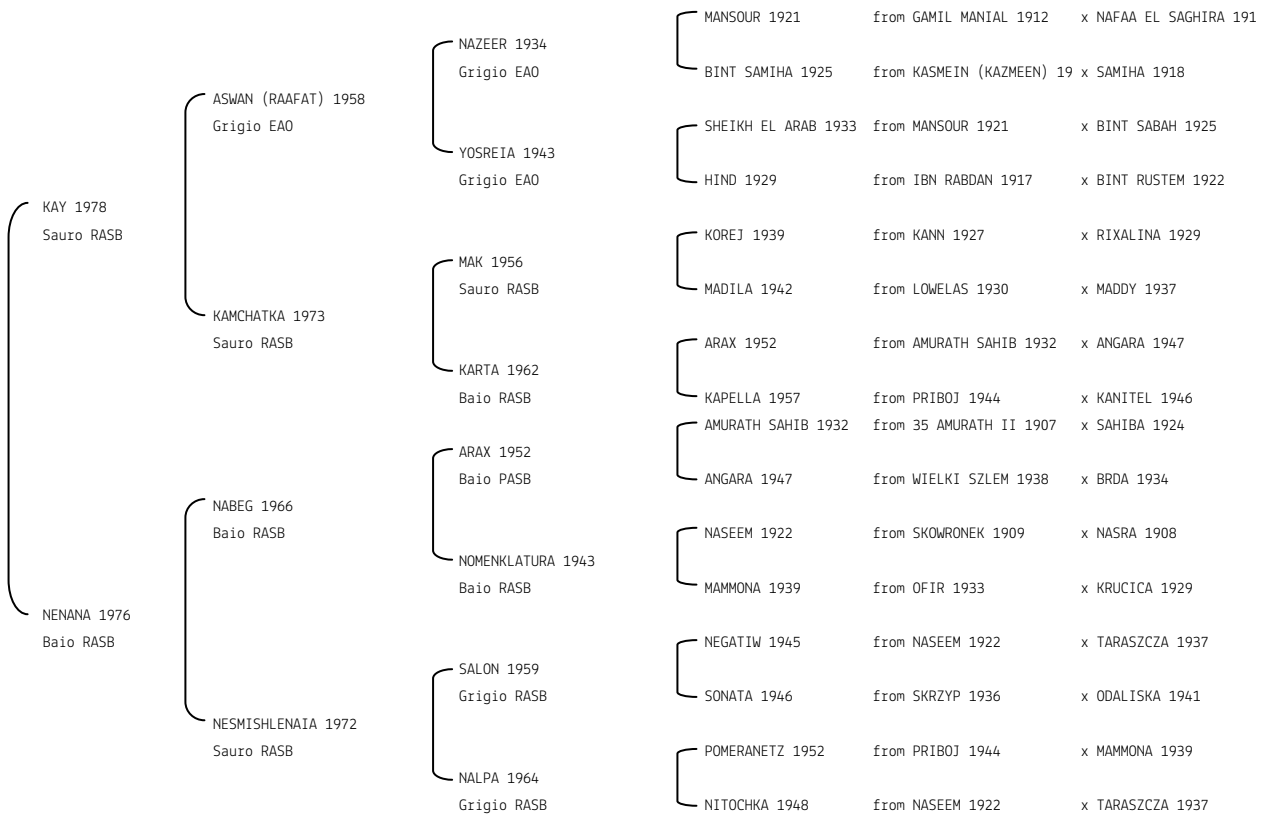 MANSOUR 1921 from GAMIL MANIAL 1912 x NAFAA EL SAGHIRA 191
NAZEER 1934
Grigio EAO
BINT SAMIHA 1925 from KASMEIN (KAZMEEN) 19 x SAMIHA 1918
ASWAN (RAAFAT) 1958
Grigio EAO
SHEIKH EL ARAB 1933 from MANSOUR 1921 x BINT SABAH 1925
YOSREIA 1943
Grigio EAO
HIND 1929 from IBN RABDAN 1917 x BINT RUSTEM 1922
KAY 1978
Sauro RASB
KOREJ 1939 from KANN 1927 x RIXALINA 1929
MAK 1956
Sauro RASB
MADILA 1942 from LOWELAS 1930 x MADDY 1937
KAMCHATKA 1973
Sauro RASB
ARAX 1952 from AMURATH SAHIB 1932 x ANGARA 1947
KARTA 1962
Baio RASB
KAPELLA 1957 from PRIBOJ 1944 x KANITEL 1946
AMURATH SAHIB 1932 from 35 AMURATH II 1907 x SAHIBA 1924
ARAX 1952
Baio PASB
ANGARA 1947 from WIELKI SZLEM 1938 x BRDA 1934
NABEG 1966
Baio RASB
NASEEM 1922 from SKOWRONEK 1909 x NASRA 1908
NOMENKLATURA 1943
Baio RASB
MAMMONA 1939 from OFIR 1933 x KRUCICA 1929
NENANA 1976
Baio RASB
NEGATIW 1945 from NASEEM 1922 x TARASZCZA 1937
SALON 1959
Grigio RASB
SONATA 1946 from SKRZYP 1936 x ODALISKA 1941
NESMISHLENAIA 1972
Sauro RASB
POMERANETZ 1952 from PRIBOJ 1944 x MAMMONA 1939
NALPA 1964
Grigio RASB
NITOCHKA 1948 from NASEEM 1922 x TARASZCZA 1937